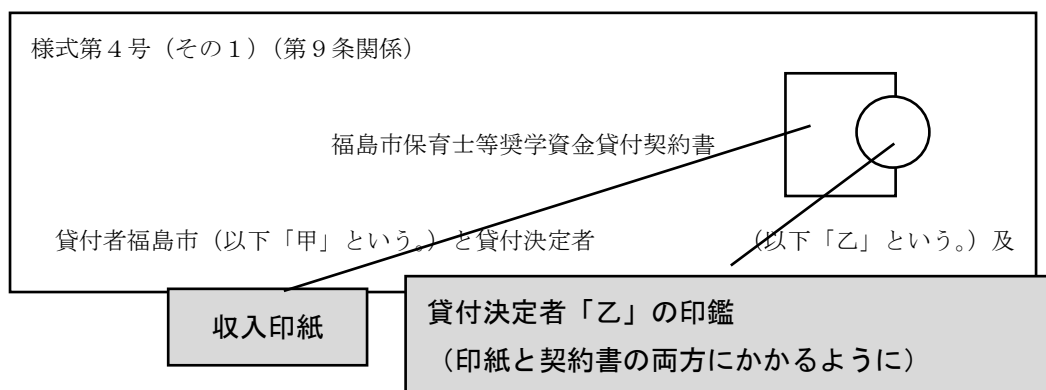 様式第４号（その１）（第９条関係）
福島市保育士等奨学資金貸付契約書
貸付者福島市（以下「甲」という。）と貸付決定者　　　　　　　（以下「乙」という。）及
収入印紙
貸付決定者「乙」の印鑑
（印紙と契約書の両方にかかるように）